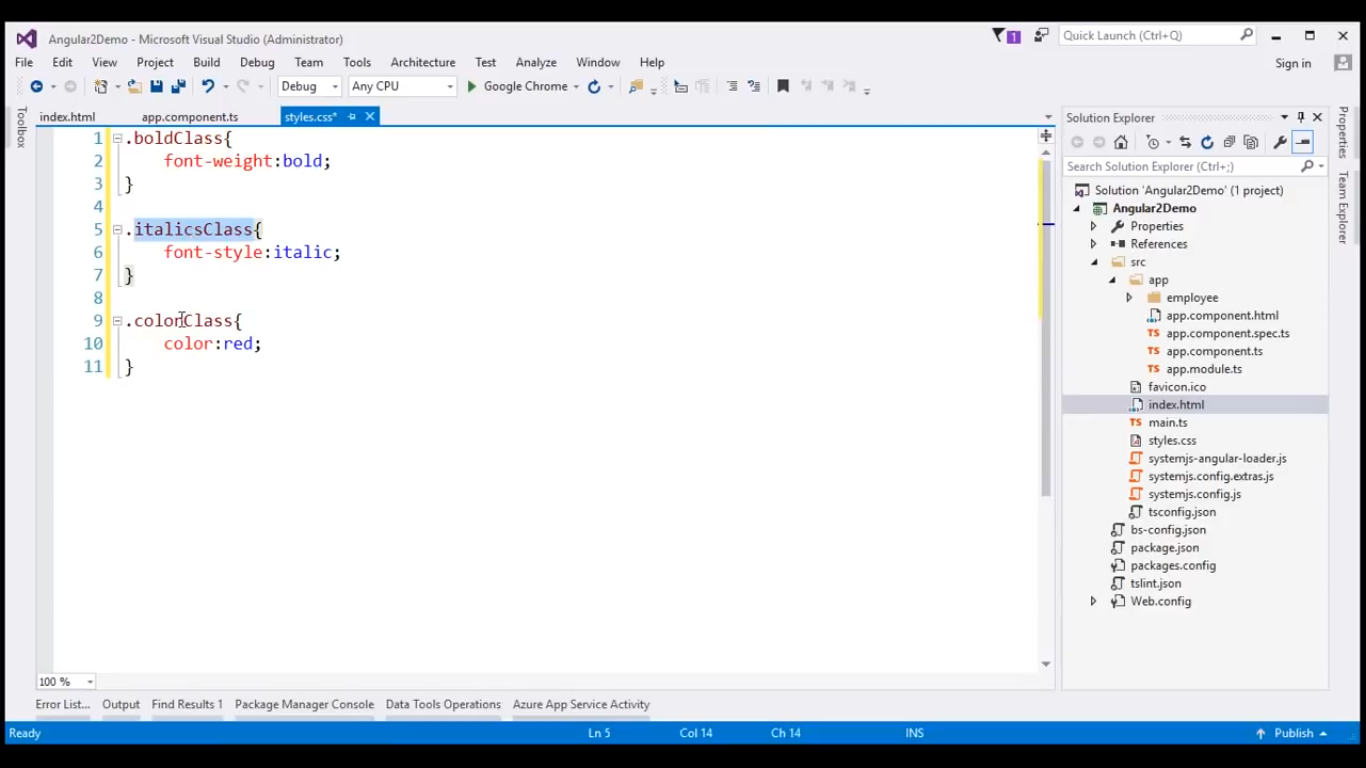 Angular2Demo - Microsoft Visual Studio (Administrator)
1
Quick Launch (Ctrl+Q)
File Edit View Project Build Debug Team Tools Architecture Test Analyze Window Help
Sign in
Debug Any CPU Google Chrome
Toolbox
index.html app.component.ts styles.css*
1 .boldClass{
2 font-weight:bold;
3 }
4
5 .italicsClass{
6 font-style:italic;
7 }
8
9 .colorClass{
10 color:red;
11 }
100 %
Solution Explorer
Search Solution Explorer (Ctrl+;)
Solution 'Angular2Demo' (1 project)
Angular2Demo
Properties
References
src
app
employee
app.component.html
TS app.component.spec.ts
TS app.component.ts
TS app.module.ts
favicon.ico
index.html
TS main.ts
styles.css
systemjs-angular-loader.js
systemjs.config.extras.js
systemjs.config.js
tsconfig.json
bs-config.json
package.json
packages.config
tslint.json
Web.config
Properties
Team Explorer
Error List... Output Find Results 1 Package Manager Console Data Tools Operations Azure App Service Activity
Ready Ln 5 Col 14 Ch 14 INS Publish